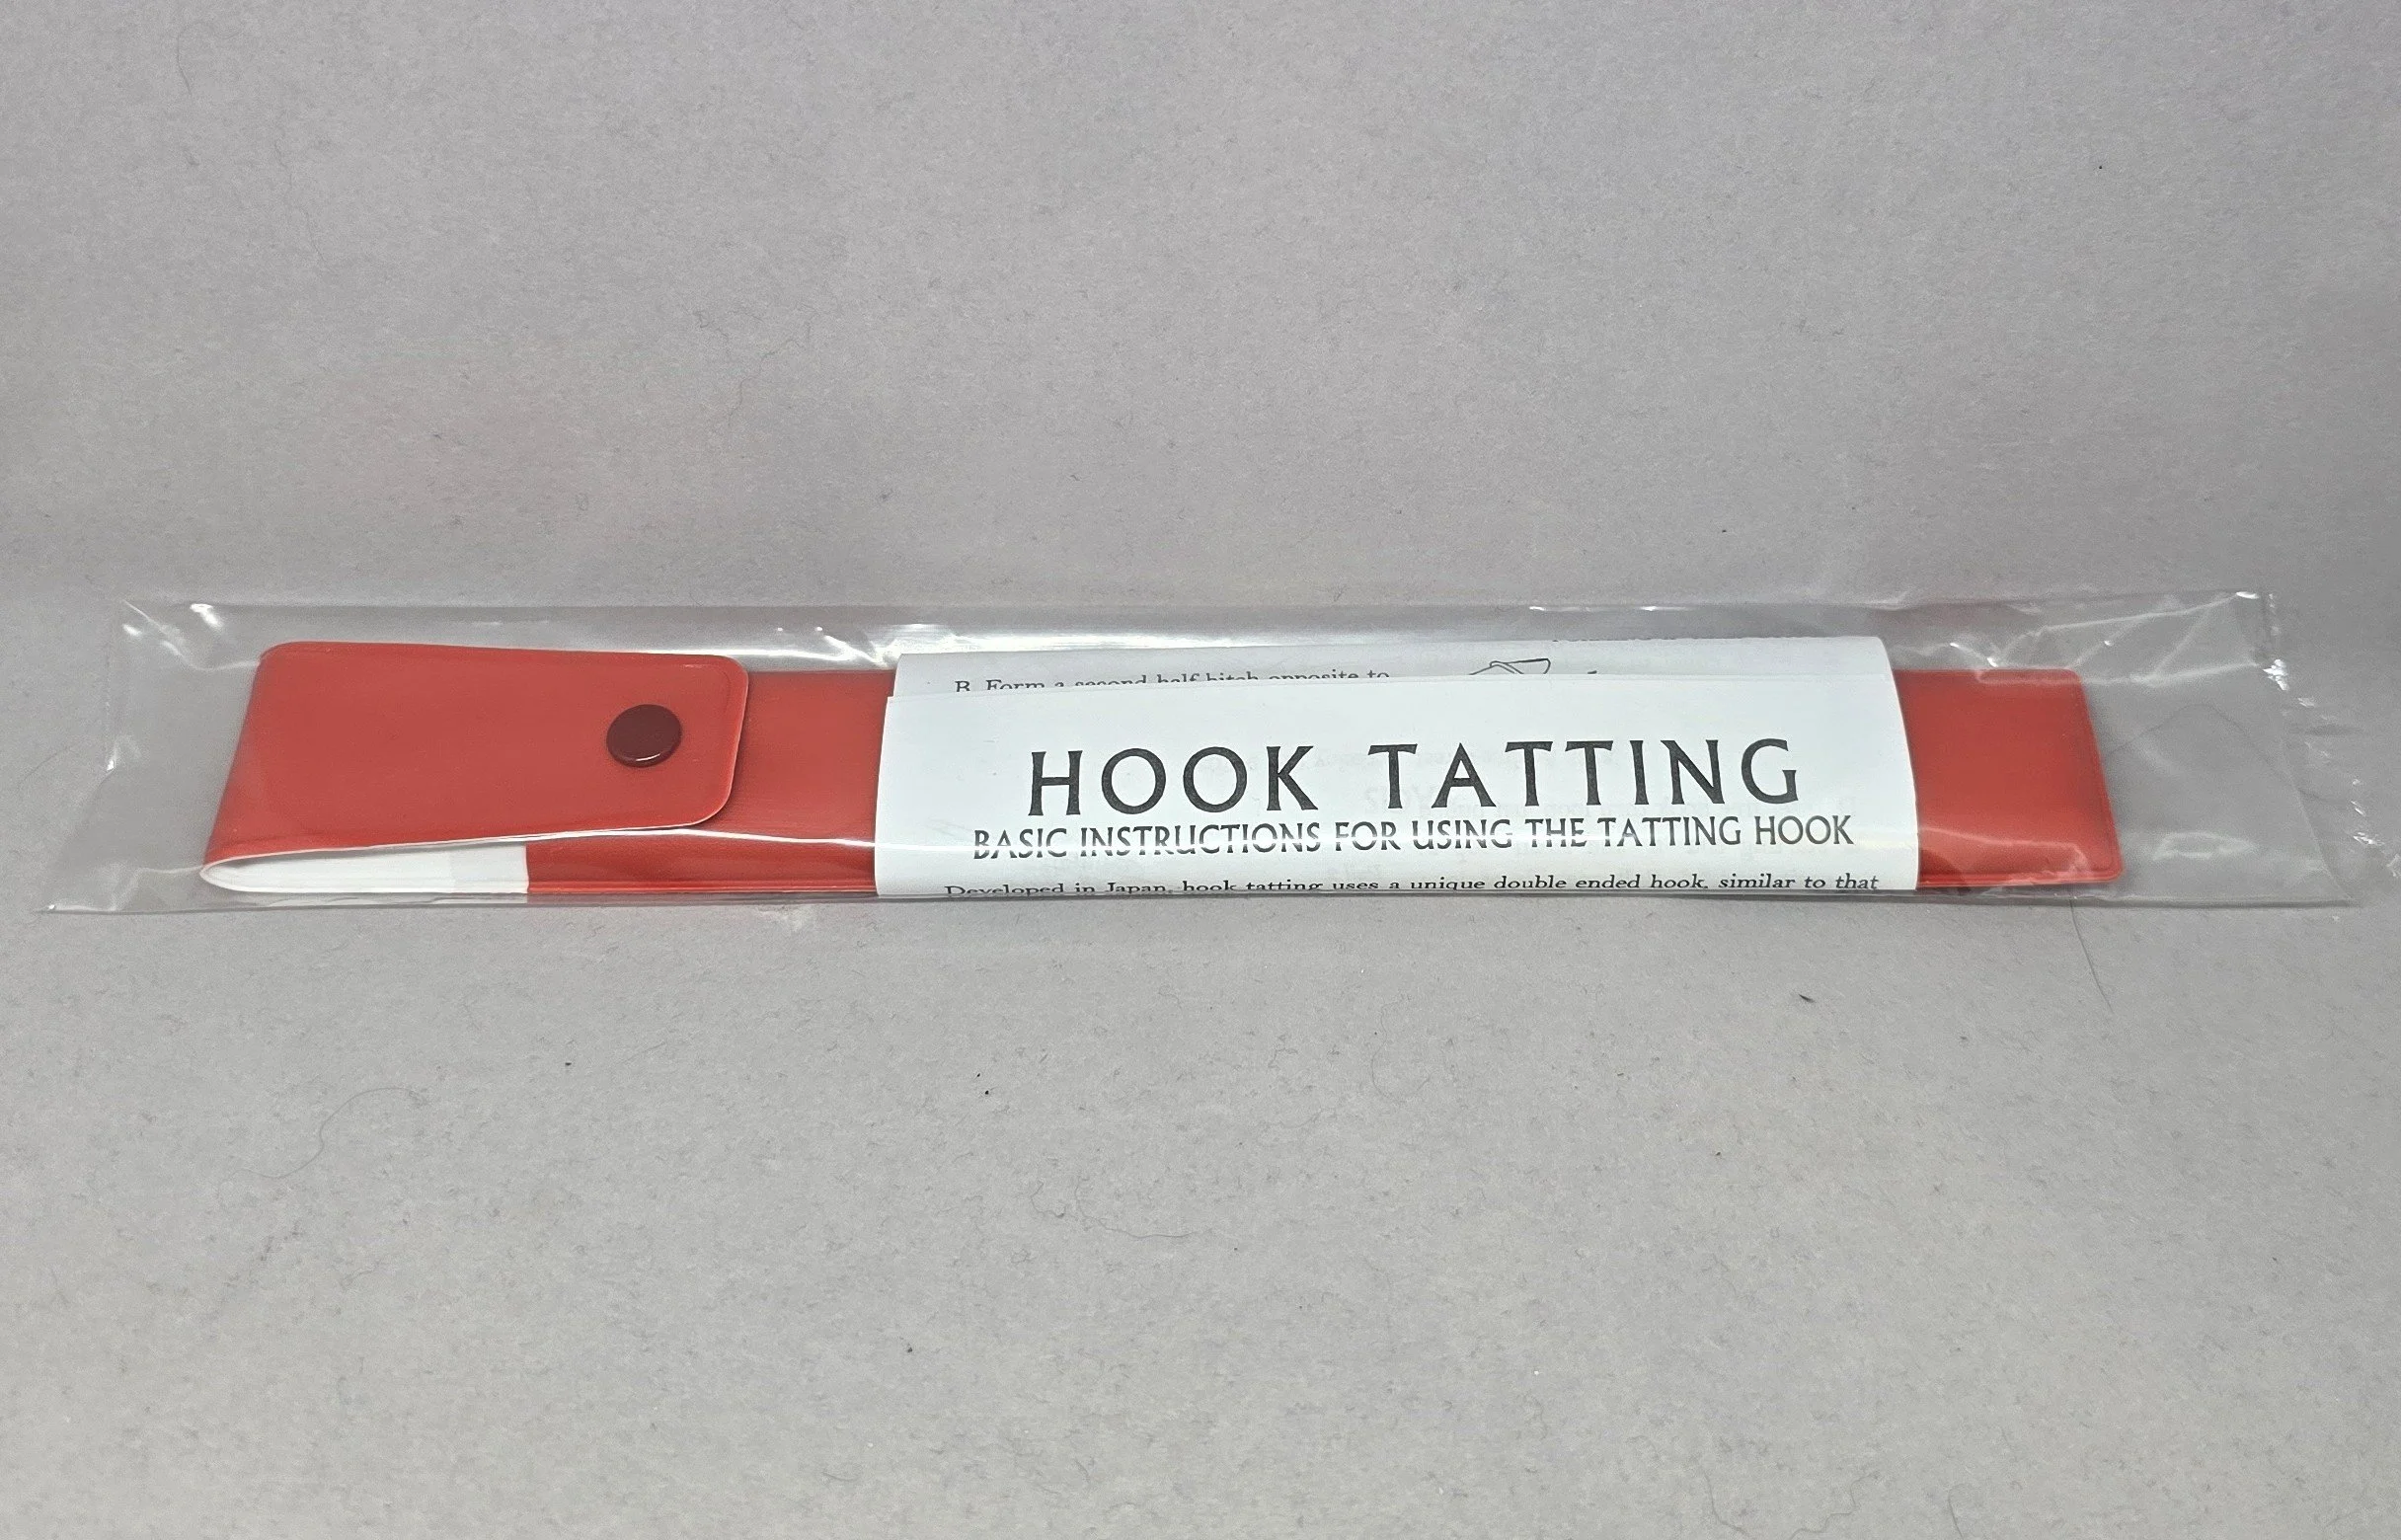 B. Form a second half hitch opposite to
HOOK TATTING
BASIC INSTRUCTIONS FOR USING THE TATTING HOOK
Developed in Japan, hook tatting uses a unique double ended hook, similar to that